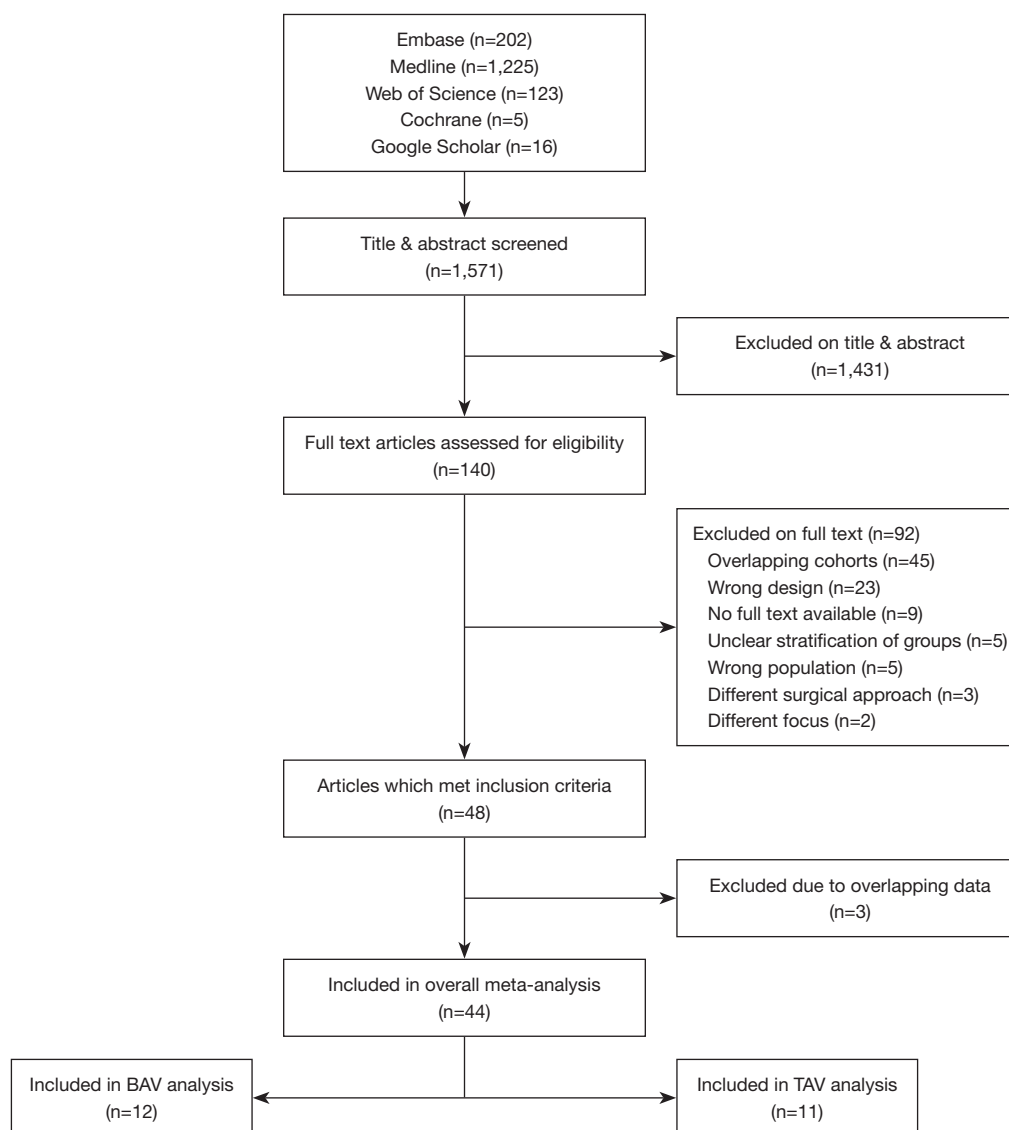 Embase (n=202)
Medline (n=1,225)
Web of Science (n=123)
Cochrane (n=5)
Google Scholar (n=16)
Title & abstract screened
(n=1,571)
Excluded on title & abstract
(n=1,431)
Full text articles assessed for eligibility
(n=140)
Excluded on full text (n=92)
Overlapping cohorts (n=45)
Wrong design (n=23)
No full text available (n=9)
Unclear stratification of groups (n=5)
Wrong population (n=5)
Different surgical approach (n=3)
Different focus (n=2)
Articles which met inclusion criteria
(n=48)
Excluded due to overlapping data
(n=3)
Included in overall meta-analysis
(n=44)
Included in BAV analysis
(n=12)
Included in TAV analysis
(n=11)